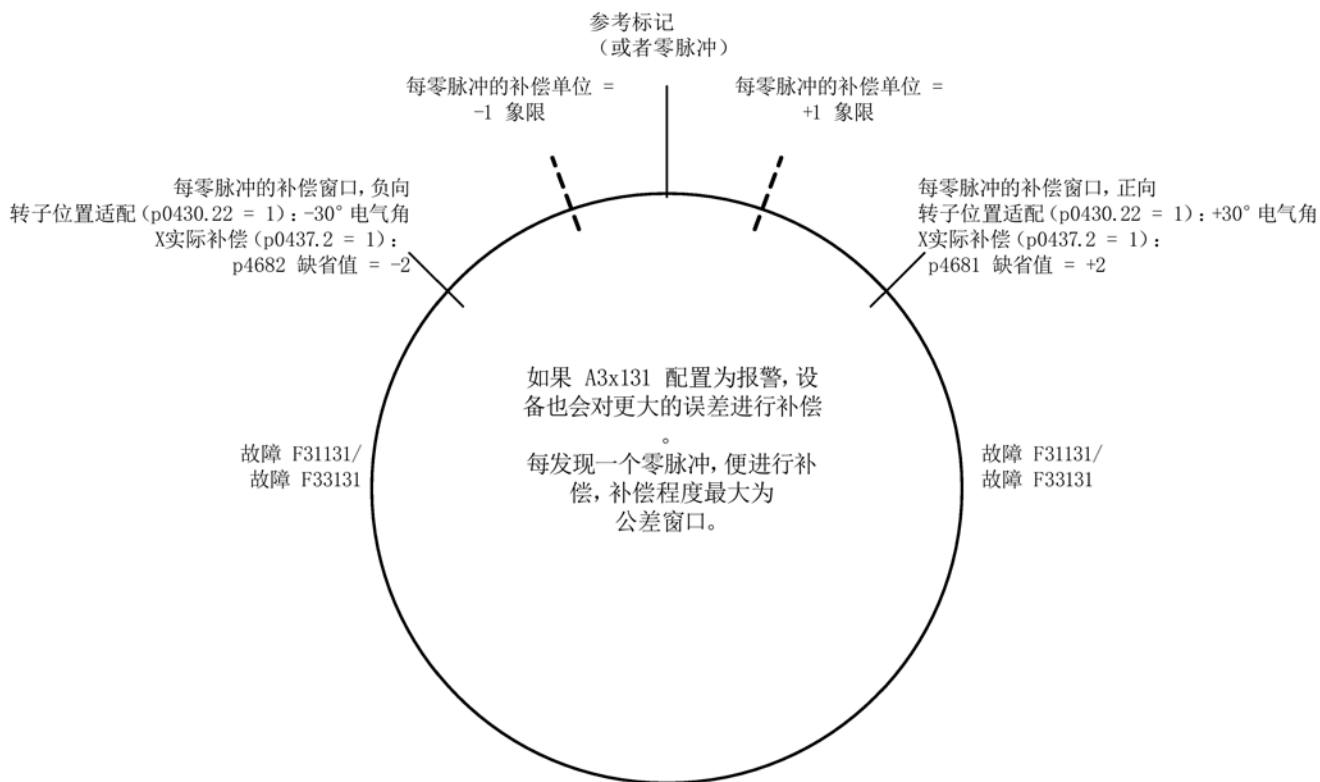 参考标记
（或者零脉冲）
每零脉冲的补偿单位 =
-1 象限
每零脉冲的补偿单位 =
+1 象限
每零脉冲的补偿窗口, 负向
转子位置适配(p0430.22 = 1): -30° 电气角
X实际补偿(p0437.2 = 1):
p4682 缺省值 = -2
每零脉冲的补偿窗口, 正向
转子位置适配(p0430.22 = 1): +30° 电气角
X实际补偿(p0437.2 = 1):
p4681 缺省值 = +2
如果 A3x131 配置为报警, 设
备也会对更大的误差进行补偿
。
每发现一个零脉冲, 便进行补
偿, 补偿程度最大为
公差窗口。
故障 F31131/
故障 F33131
故障 F31131/
故障 F33131